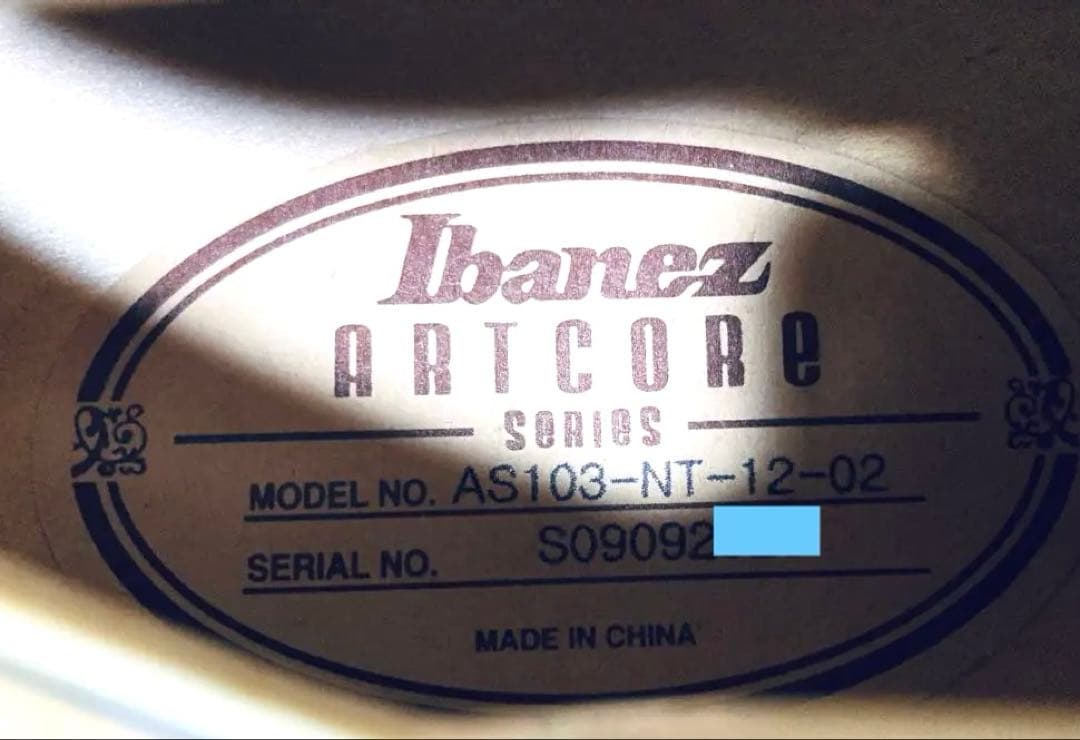 Ibanez
ARTCORE
SERIES
MODEL NO. AS103-NT-12-02
SERIAL NO. S09092
MADE IN CHINA